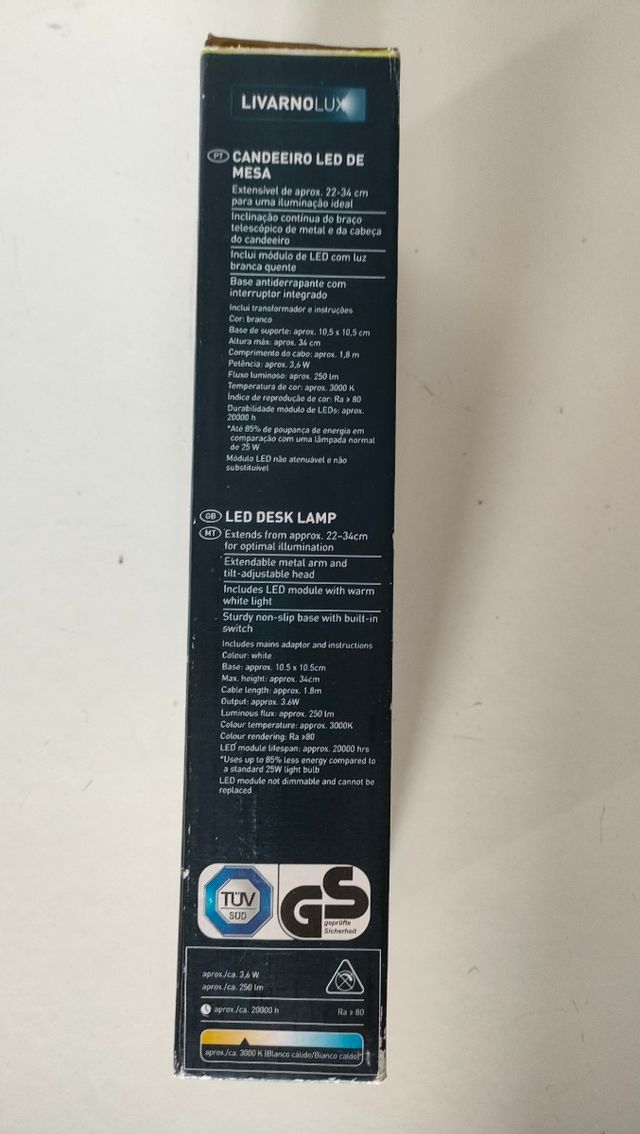 LIVARNOLUX
PT CANDEEIRO LED DE
MESA
Extensível de aprox. 22-34 cm
para uma iluminação ideal
Inclinação contínua do braço
telescópico de metal e da cabeça
do candeeiro
Inclui módulo de LED com luz
branca quente
Base antiderrapante com
interruptor integrado
Inclui transformador e instruções
Cor: branco
Base de suporte: aprox. 10,5 x 10,5 cm
Altura máx: aprox. 34 cm
Comprimento do cabo: aprox. 1,8 m
Potência: aprox. 3,6 W
Fluxo luminoso: aprox. 250 lm
Temperatura de cor: aprox. 3000 K
Índice de reprodução de cor: Ra > 80
Durabilidade módulo de LEDs: aprox.
20000 h
*Até 85% de poupança de energia em
comparação com uma lâmpada normal
de 25 W
Módulo LED não atenuável e não
substituível
GB LED DESK LAMP
MT Extends from approx. 22–34cm
for optimal illumination
Extendable metal arm and
tilt-adjustable head
Includes LED module with warm
white light
Sturdy non-slip base with built-in
switch
Includes mains adaptor and instructions
Colour: white
Base: approx. 10.5 x 10.5cm
Max. height: approx. 34cm
Cable length: approx. 1.8m
Output: approx. 3.6W
Luminous flux: approx. 250 lm
Colour temperature: approx. 3000K
Colour rendering: Ra >80
LED module lifespan: approx. 20000 hrs
*Uses up to 85% less energy compared to
a standard 25W light bulb
LED module not dimmable and cannot be
replaced
TÜV
SÜD
GS
geprüfte
Sicherheit
aprox./ca. 3,6 W
aprox./ca. 250 lm
aprox./ca. 20000 h Ra > 80
aprox./ca. 3000 K (Blanco cálido/Bianco caldo)